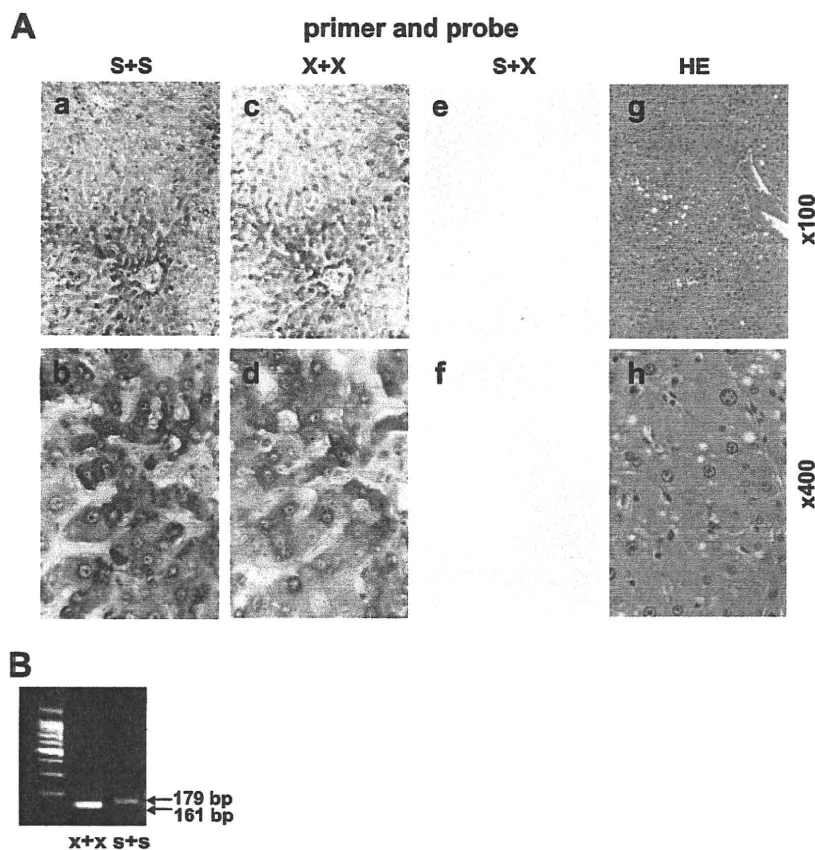 A
primer and probe
S+S X+X S+X HE
a c e g
x100
b d f h
x400
B
179 bp
161 bp
x+x s+s